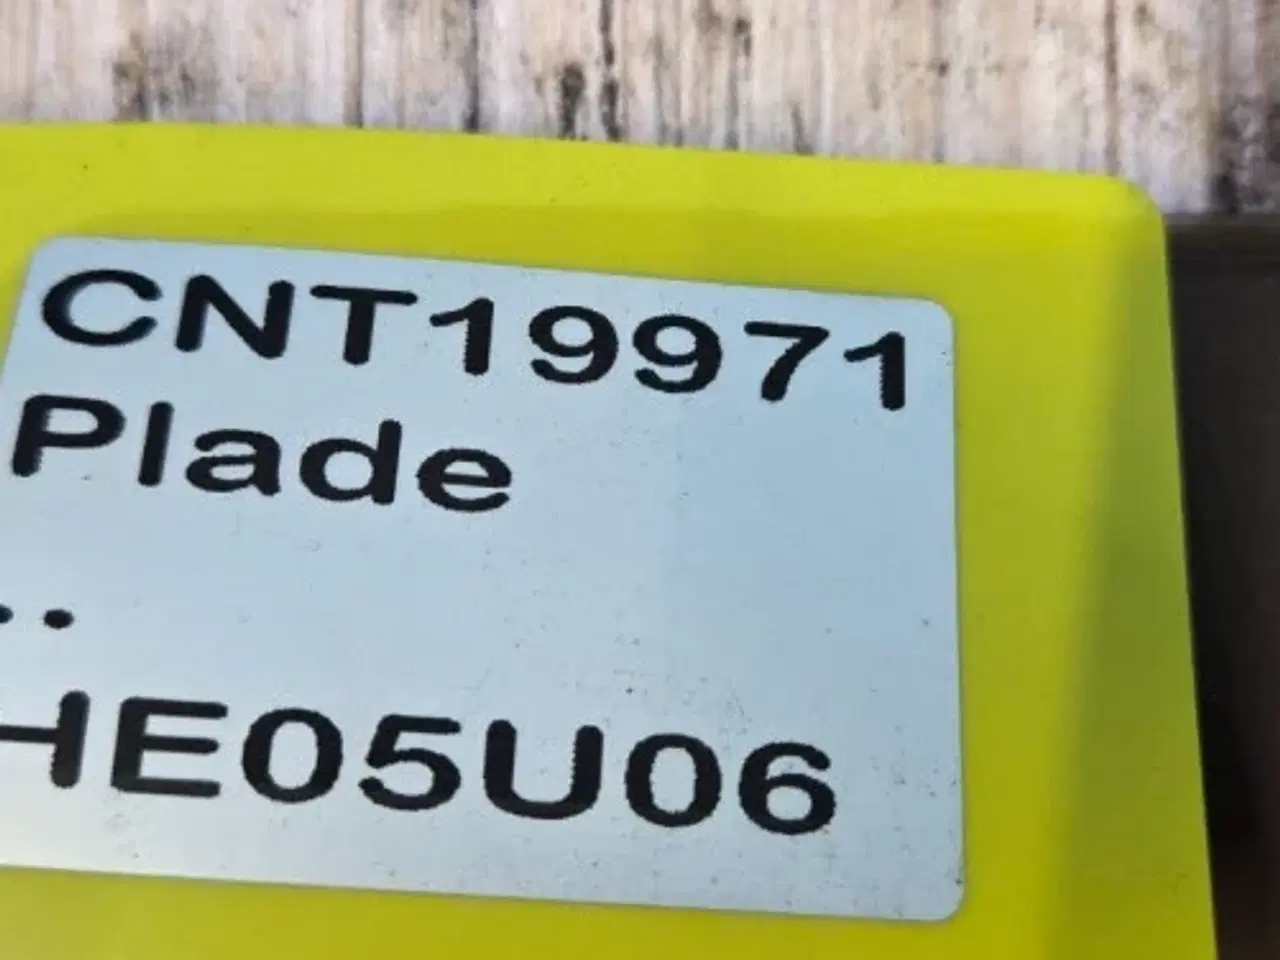 CNT19971
Plade
..
HE05U06